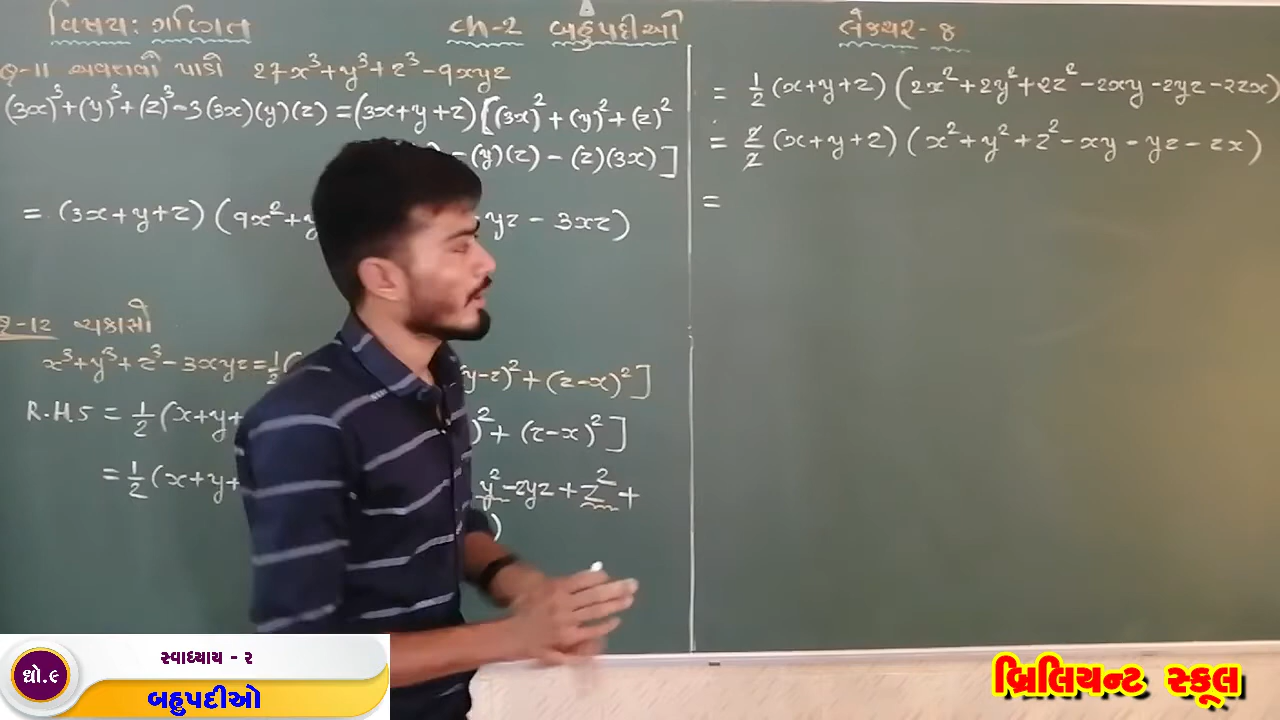 વિષય: ગણિત
ch-2 બહુપદીઓ
લેકચર - ૪
Q-11 અવયવો પાડો 27x³+y³+z³-9xyz
(3x)³+(y)³+(z)³-3(3x)(y)(z) = (3x+y+z) [(3x)²+(y)²+(z)²
-(y)(z)-(z)(3x)]
= (3x+y+z) (9x²+y yz-3xz)
Q-12 ચકાસો
x³+y³+z³-3xyz=½( (y-z)²+(z-x)²]
R.H.S = ½(x+y+ )²+(z-x)²]
= ½(x+y+ y²-2yz+z²+
)
= ½(x+y+z)(2x²+2y²+2z²-2xy-2yz-2zx)
= 2/2 (x+y+z)(x²+y²+z²-xy-yz-zx)
=
ધો.૯
સ્વાધ્યાય - ૨
બહુપદીઓ
બ્રિલિયન્ટ સ્કૂલ